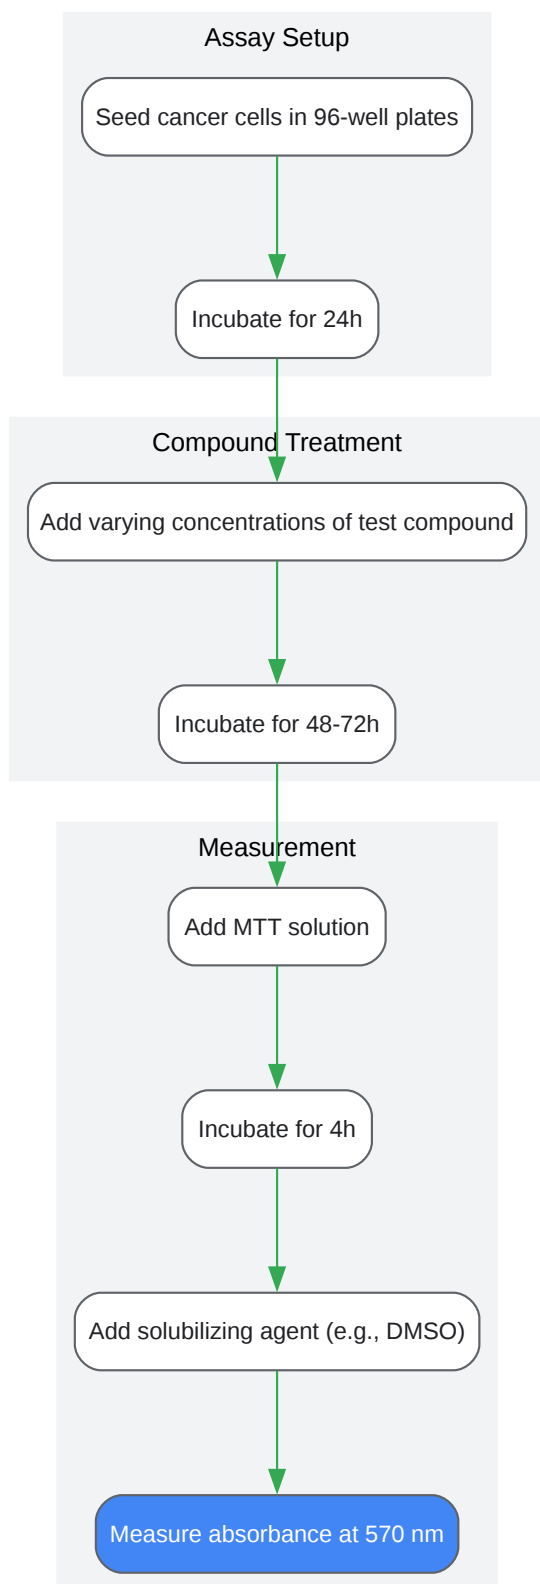 Assay Setup
Seed cancer cells in 96-well plates
Incubate for 24h
Compound Treatment
Add varying concentrations of test compound
Incubate for 48-72h
Measurement
Add MTT solution
Incubate for 4h
Add solubilizing agent (e.g., DMSO)
Measure absorbance at 570 nm